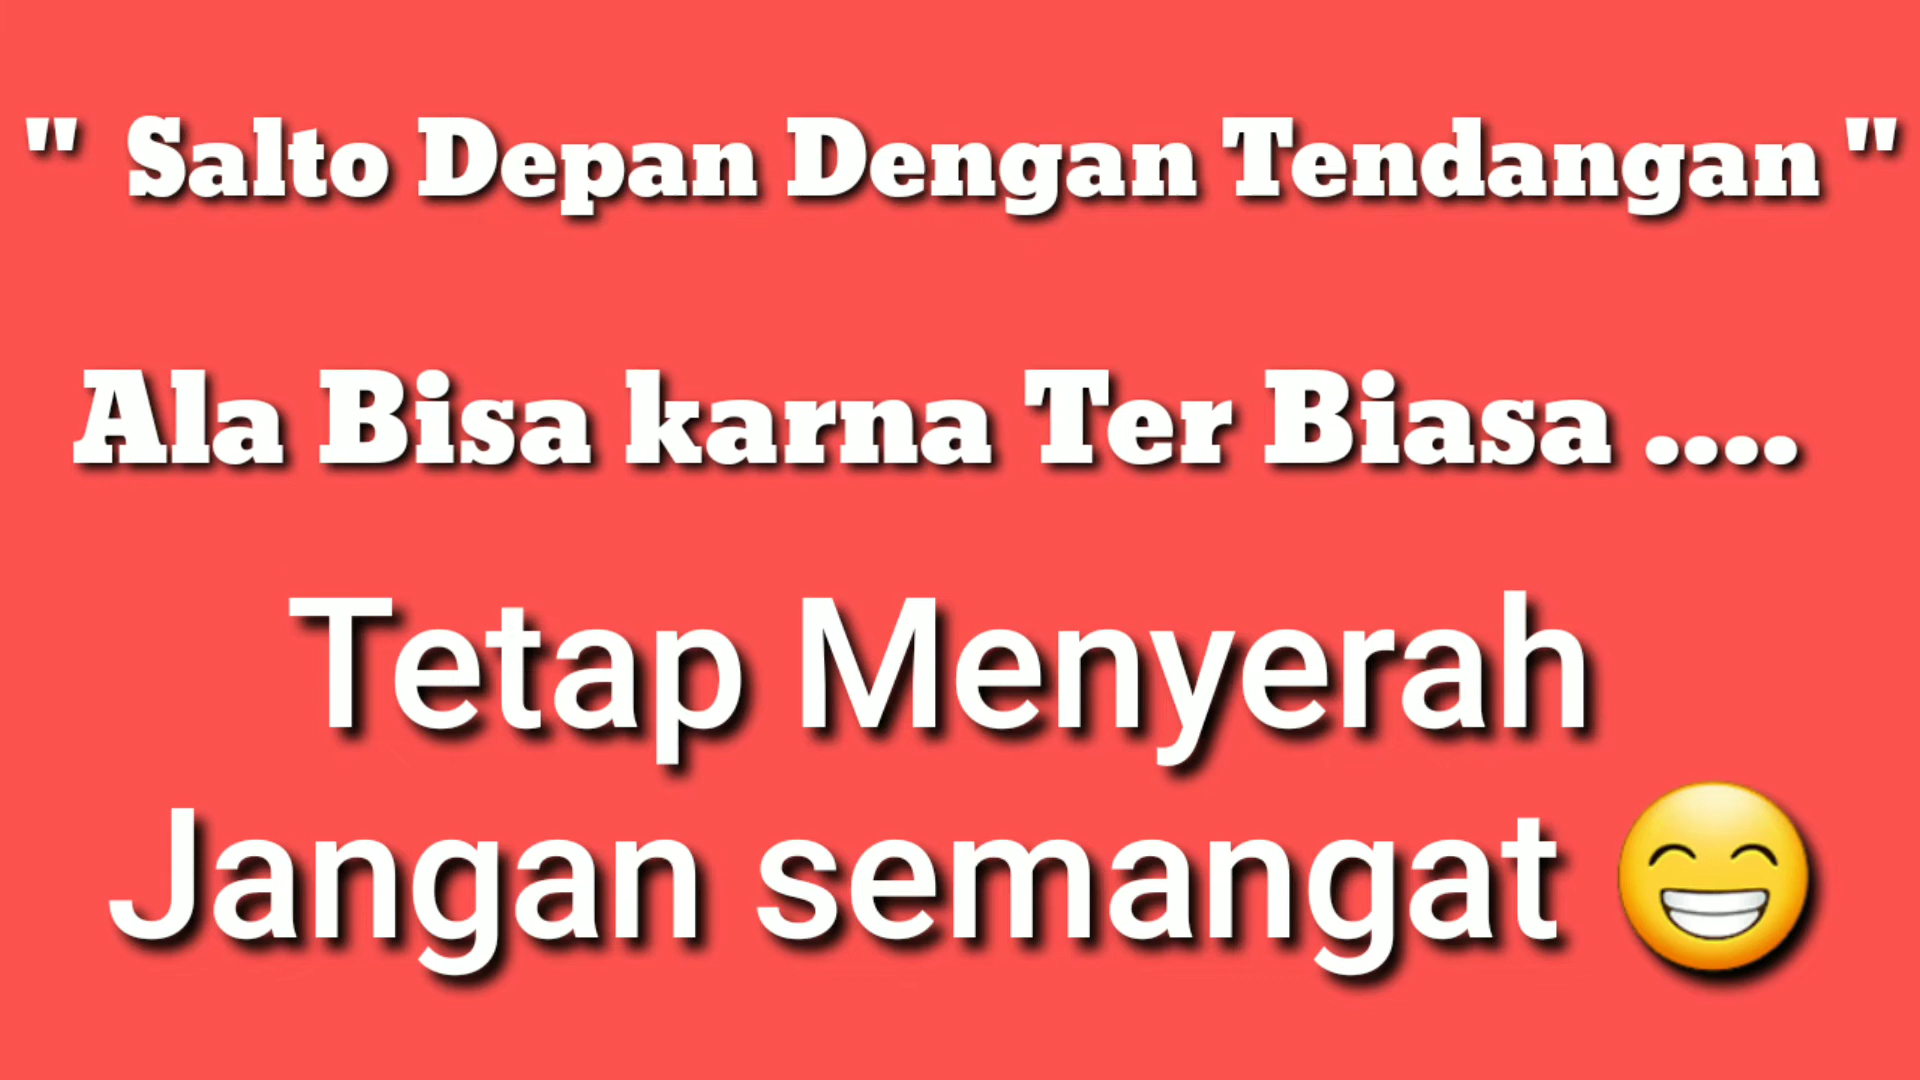 " Salto Depan Dengan Tendangan "
Ala Bisa karna Ter Biasa ....
Tetap Menyerah
Jangan semangat 😁